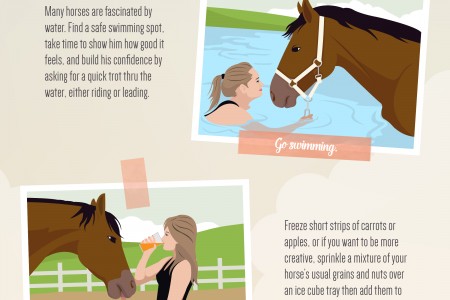 Many horses are fascinated by
water. Find a safe swimming spot,
take time to show him how good it
feels, and build his confidence by
asking for a quick trot thru the
water, either riding or leading.
Go swimming.
Freeze short strips of carrots or
apples, or if you want to be more
creative, sprinkle a mixture of your
horse's usual grains and nuts over
an ice cube tray then add them to